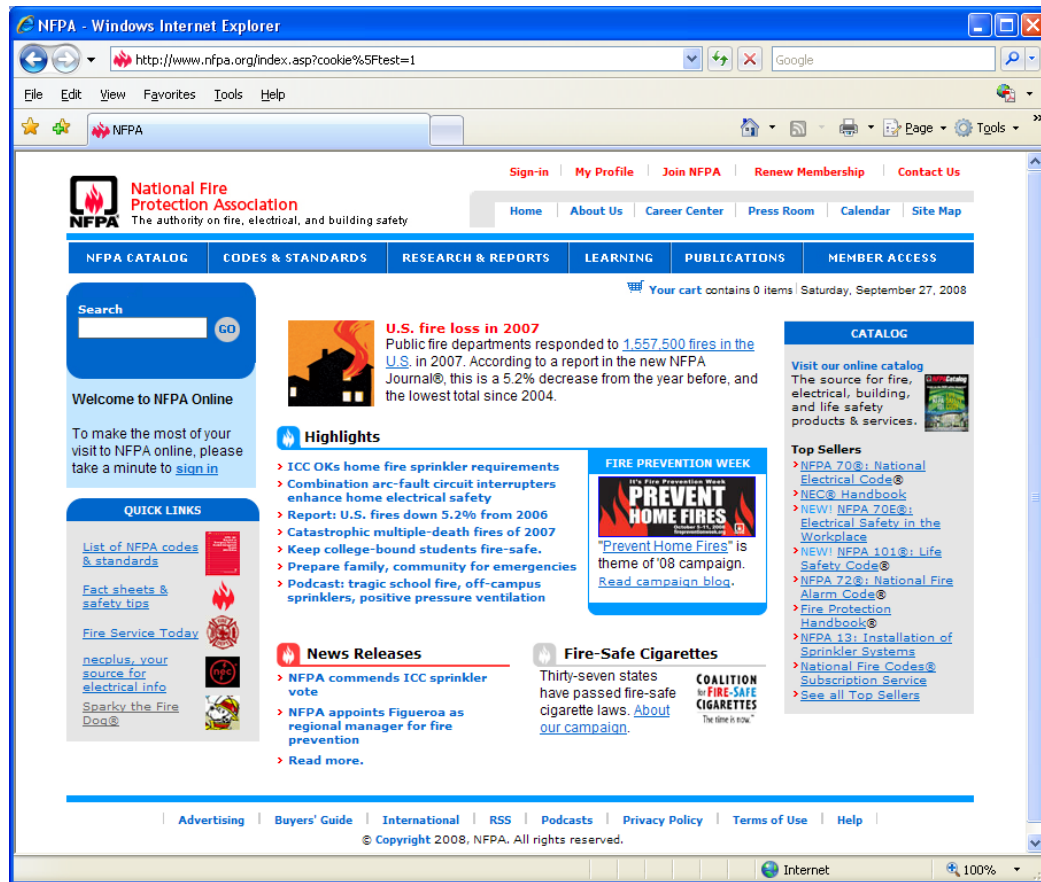 NFPA - Windows Internet Explorer
http://www.nfpa.org/index.asp?cookie%5Ftest=1
Google
File Edit View Favorites Tools Help
NFPA
Page Tools
Sign-in My Profile Join NFPA Renew Membership Contact Us
NFPA
National Fire
Protection Association
The authority on fire, electrical, and building safety
Home About Us Career Center Press Room Calendar Site Map
NFPA CATALOG CODES & STANDARDS RESEARCH & REPORTS LEARNING PUBLICATIONS MEMBER ACCESS
Your cart contains 0 items Saturday, September 27, 2008
Search
GO
Welcome to NFPA Online
To make the most of your
visit to NFPA online, please
take a minute to sign in
QUICK LINKS
List of NFPA codes
& standards
Fact sheets &
safety tips
Fire Service Today
necplus, your
source for
electrical info
nec
Sparky the Fire
Dog®
U.S. fire loss in 2007
Public fire departments responded to 1,557,500 fires in the
U.S. in 2007. According to a report in the new NFPA
Journal®, this is a 5.2% decrease from the year before, and
the lowest total since 2004.
Highlights
> ICC OKs home fire sprinkler requirements
> Combination arc-fault circuit interrupters
enhance home electrical safety
> Report: U.S. fires down 5.2% from 2006
> Catastrophic multiple-death fires of 2007
> Keep college-bound students fire-safe.
> Prepare family, community for emergencies
> Podcast: tragic school fire, off-campus
sprinklers, positive pressure ventilation
FIRE PREVENTION WEEK
It's Fire Prevention Week
PREVENT
HOME FIRES
October 5-11, 2008
firepreventionweek.org
"Prevent Home Fires" is
theme of '08 campaign.
Read campaign blog.
News Releases
> NFPA commends ICC sprinkler
vote
> NFPA appoints Figueroa as
regional manager for fire
prevention
> Read more.
Fire-Safe Cigarettes
Thirty-seven states
have passed fire-safe
cigarette laws. About
our campaign.
COALITION
for FIRE-SAFE
CIGARETTES
The time is now.™
CATALOG
Visit our online catalog
The source for fire,
electrical, building,
and life safety
products & services.
NFPACatalog
Top Sellers
> NFPA 70®: National
Electrical Code®
> NEC® Handbook
> NEW! NFPA 70E®:
Electrical Safety in the
Workplace
> NEW! NFPA 101®: Life
Safety Code®
> NFPA 72®: National Fire
Alarm Code®
> Fire Protection
Handbook®
> NFPA 13: Installation of
Sprinkler Systems
> National Fire Codes®
Subscription Service
> See all Top Sellers
Advertising Buyers' Guide International RSS Podcasts Privacy Policy Terms of Use Help
© Copyright 2008, NFPA. All rights reserved.
Internet 100%